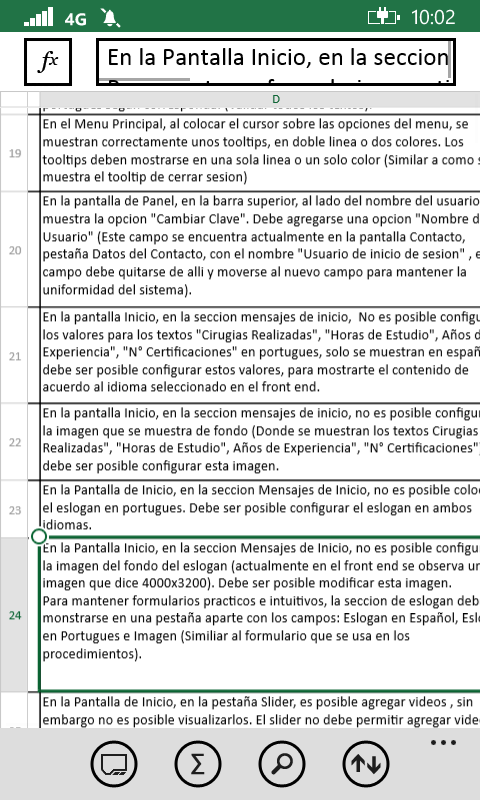 4G 10:02
fx En la Pantalla Inicio, en la seccion
D
19 En el Menu Principal, al colocar el cursor sobre las opciones del menu, se
muestran correctamente unos tooltips, en doble linea o dos colores. Los
tooltips deben mostrarse en una sola linea o un solo color (Similar a como
muestra el tooltip de cerrar sesion)
20 En la pantalla de Panel, en la barra superior, al lado del nombre del usuario
muestra la opcion "Cambiar Clave". Debe agregarse una opcion "Nombre d
Usuario" (Este campo se encuentra actualmente en la pantalla Contacto,
pestaña Datos del Contacto, con el nombre "Usuario de inicio de sesion" , e
campo debe quitarse de alli y moverse al nuevo campo para mantener la
uniformidad del sistema).
21 En la pantalla Inicio, en la seccion mensajes de inicio, No es posible configu
los valores para los textos "Cirugias Realizadas", "Horas de Estudio", Años d
Experiencia", "N° Certificaciones" en portugues, solo se muestran en españ
debe ser posible configurar estos valores, para mostrarte el contenido de
acuerdo al idioma seleccionado en el front end.
22 En la pantalla Inicio, en la seccion mensajes de inicio, no es posible configu
la imagen que se muestra de fondo (Donde se muestran los textos Cirugias
Realizadas", "Horas de Estudio", Años de Experiencia", "N° Certificaciones"
debe ser posible configurar esta imagen.
23 En la Pantalla de Inicio, en la seccion Mensajes de Inicio, no es posible colo
el eslogan en portugues. Debe ser posible configurar el eslogan en ambos
idiomas.
24 En la Pantalla Inicio, en la seccion Mensajes de Inicio, no es posible configu
la imagen del fondo del eslogan (actualmente en el front end se observa un
imagen que dice 4000x3200). Debe ser posible modificar esta imagen.
Para mantener formularios practicos e intuitivos, la seccion de eslogan deb
monstrarse en una pestaña aparte con los campos: Eslogan en Español, Eslo
en Portugues e Imagen (Similiar al formulario que se usa en los
procedimientos).
En la Pantalla de Inicio, en la pestaña Slider, es posible agregar videos , sin
embargo no es posible visualizarlos. El slider no debe permitir agregar vide